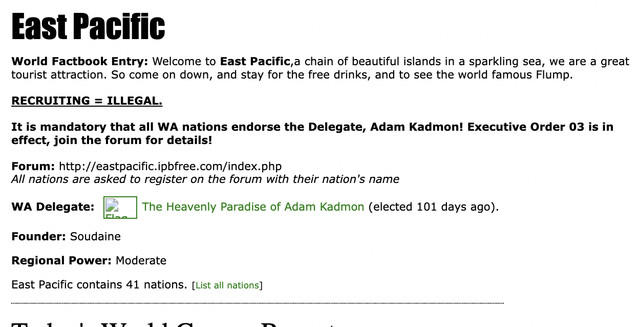 East Pacific
World Factbook Entry: Welcome to East Pacific,a chain of beautiful islands in a sparkling sea, we are a great
tourist attraction. So come on down, and stay for the free drinks, and to see the world famous Flump.
RECRUITING = ILLEGAL.
It is mandatory that all WA nations endorse the Delegate, Adam Kadmon! Executive Order 03 is in
effect, join the forum for details!
Forum: http://eastpacific.ipbfree.com/index.php
All nations are asked to register on the forum with their nation's name
WA Delegate: The Heavenly Paradise of Adam Kadmon (elected 101 days ago).
Founder: Soudaine
Regional Power: Moderate
East Pacific contains 41 nations. [List all nations]